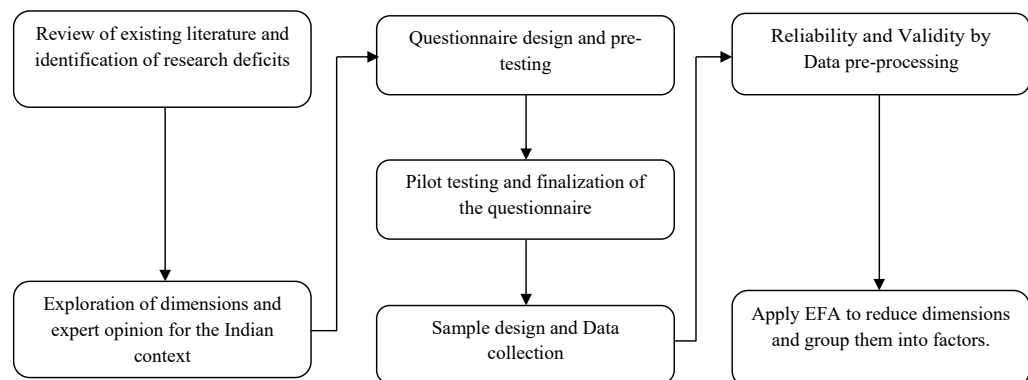 Review of existing literature and
identification of research deficits
Exploration of dimensions and
expert opinion for the Indian
context
Questionnaire design and pre-
testing
Pilot testing and finalization of
the questionnaire
Sample design and Data
collection
Reliability and Validity by
Data pre-processing
Apply EFA to reduce dimensions
and group them into factors.